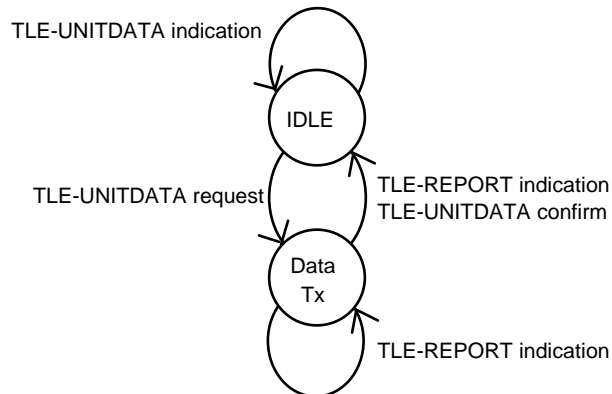 TLE-UNITDATA indication
IDLE
TLE-UNITDATA request
TLE-REPORT indication
TLE-UNITDATA confirm
Data
Tx
TLE-REPORT indication